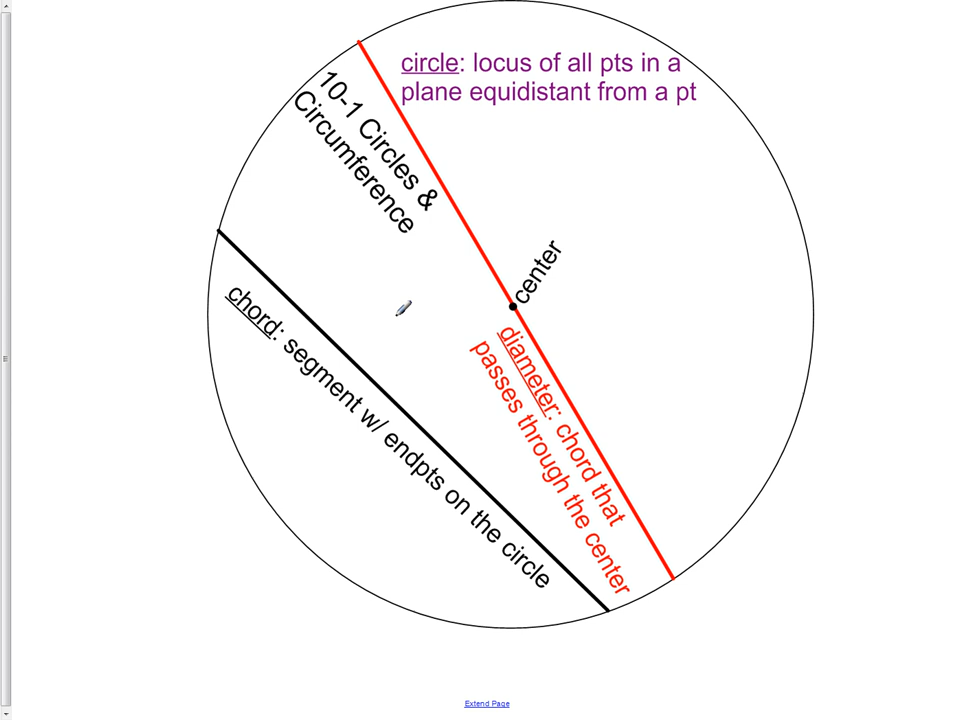 circle: locus of all pts in a
plane equidistant from a pt
10-1 Circles &
Circumference
center
diameter: chord that
passes through the center
chord: segment w/ endpts on the circle
Extend Page